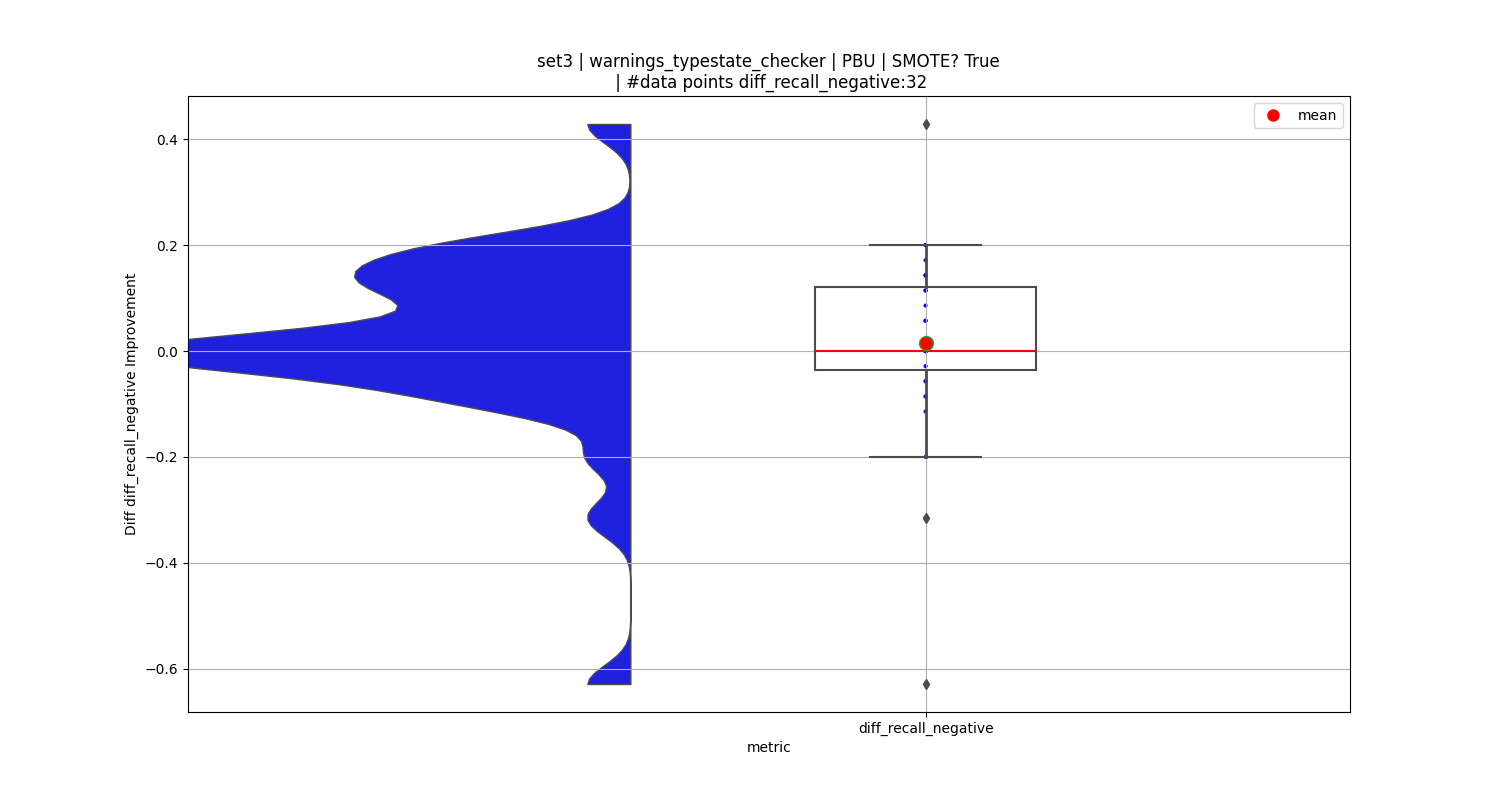 set3 | warnings_typestate_checker | PBU | SMOTE? True
| #data points diff_recall_negative:32
mean
0.4
0.2
0.0
−0.2
−0.4
−0.6
Diff diff_recall_negative Improvement
diff_recall_negative
metric